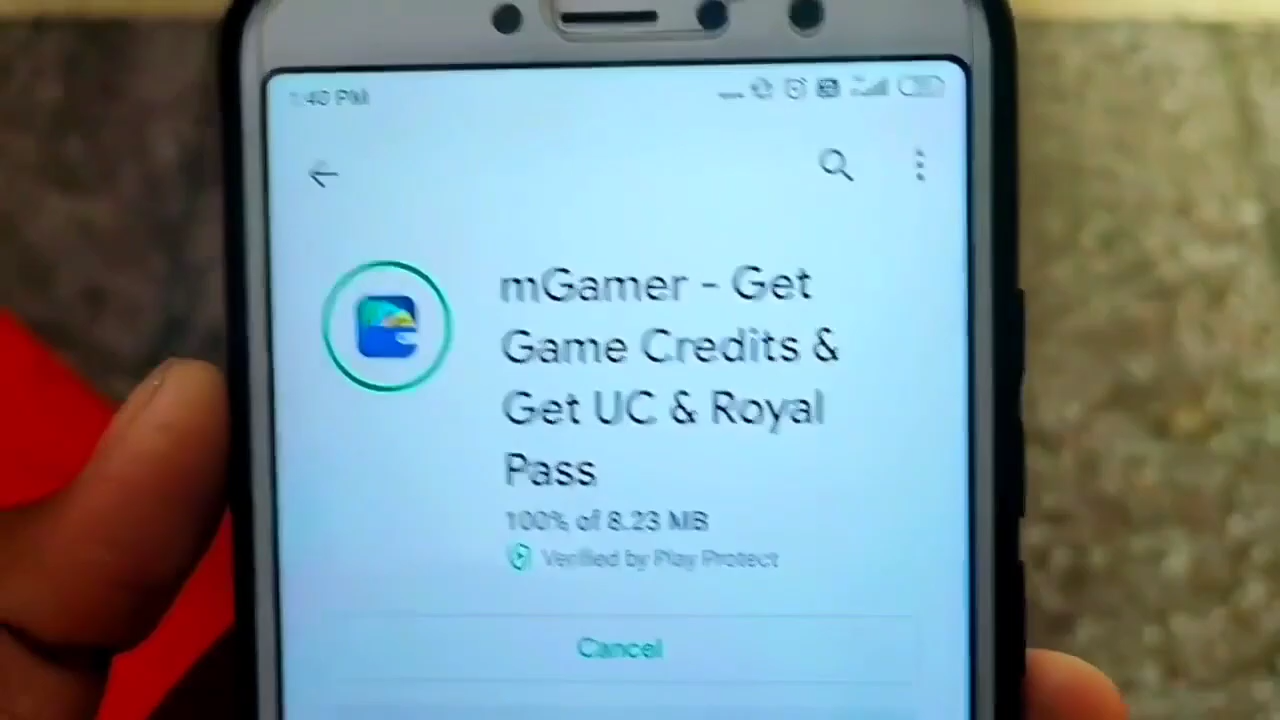 1:40 PM
mGamer - Get
Game Credits &
Get UC & Royal
Pass
100% of 8.23 MB
Verified by Play Protect
Cancel